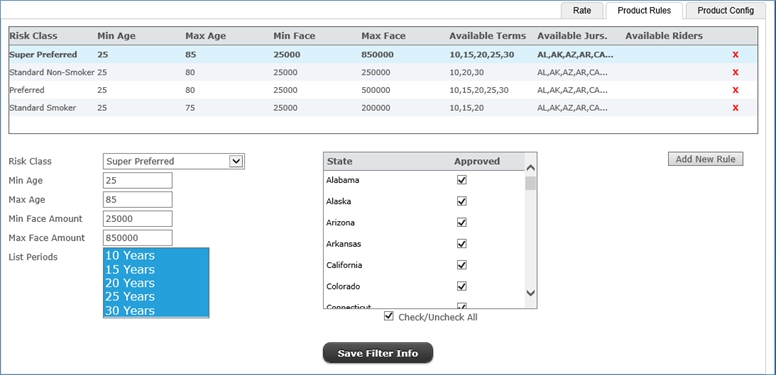 Rate Product Rules Product Config
Risk Class Min Age Max Age Min Face Max Face Available Terms Available Jurs. Available Riders
Super Preferred 25 85 25000 850000 10,15,20,25,30 AL,AK,AZ,AR,CA... X
Standard Non-Smoker 25 80 25000 250000 10,20,30 AL,AK,AZ,AR,CA... X
Preferred 25 80 25000 500000 10,15,20,25,30 AL,AK,AZ,AR,CA... X
Standard Smoker 25 75 25000 200000 10,15,20 AL,AK,AZ,AR,CA... X
Risk Class Super Preferred
Min Age 25
Max Age 85
Min Face Amount 25000
Max Face Amount 850000
List Periods 10 Years
15 Years
20 Years
25 Years
30 Years
State Approved
Alabama
Alaska
Arizona
Arkansas
California
Colorado
Connecticut
Check/Uncheck All
Add New Rule
Save Filter Info